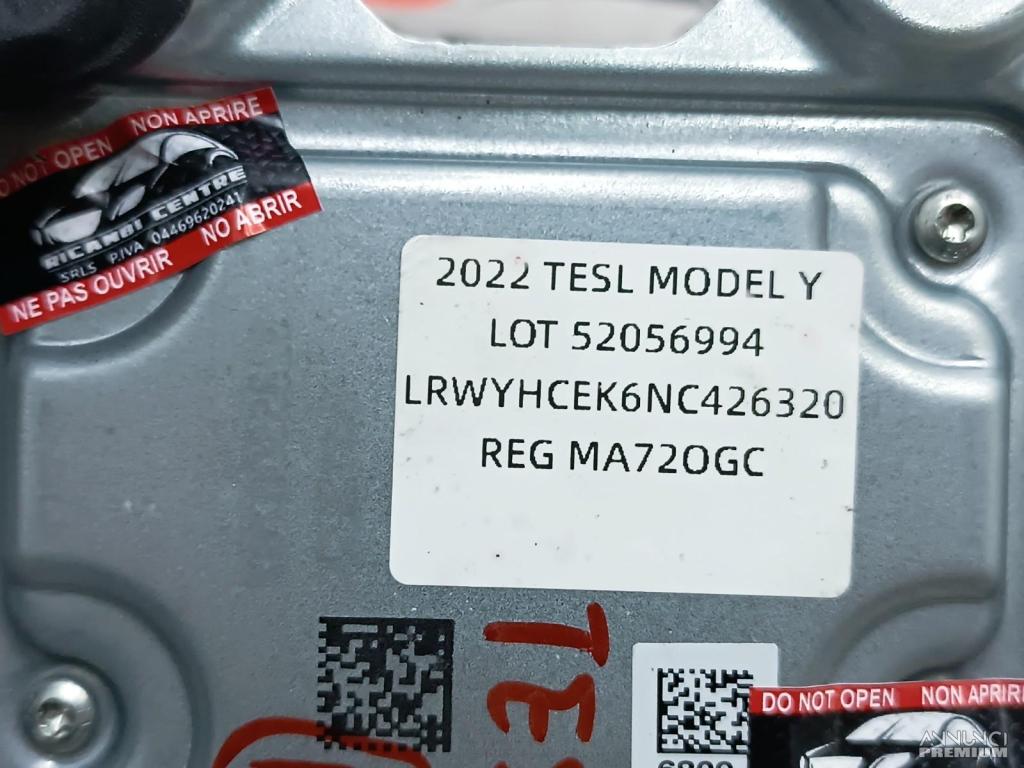 DO NOT OPEN NON APRIRE
RICAMBI CENTRE
SRLS P.IVA 04469620241
NE PAS OUVRIR NO ABRIR
2022 TESL MODEL Y
LOT 52056994
LRWYHCEK6NC426320
REG MA72OGC
TE
DO NOT OPEN NON APRIRE
ANNUNCI
PREMIUM